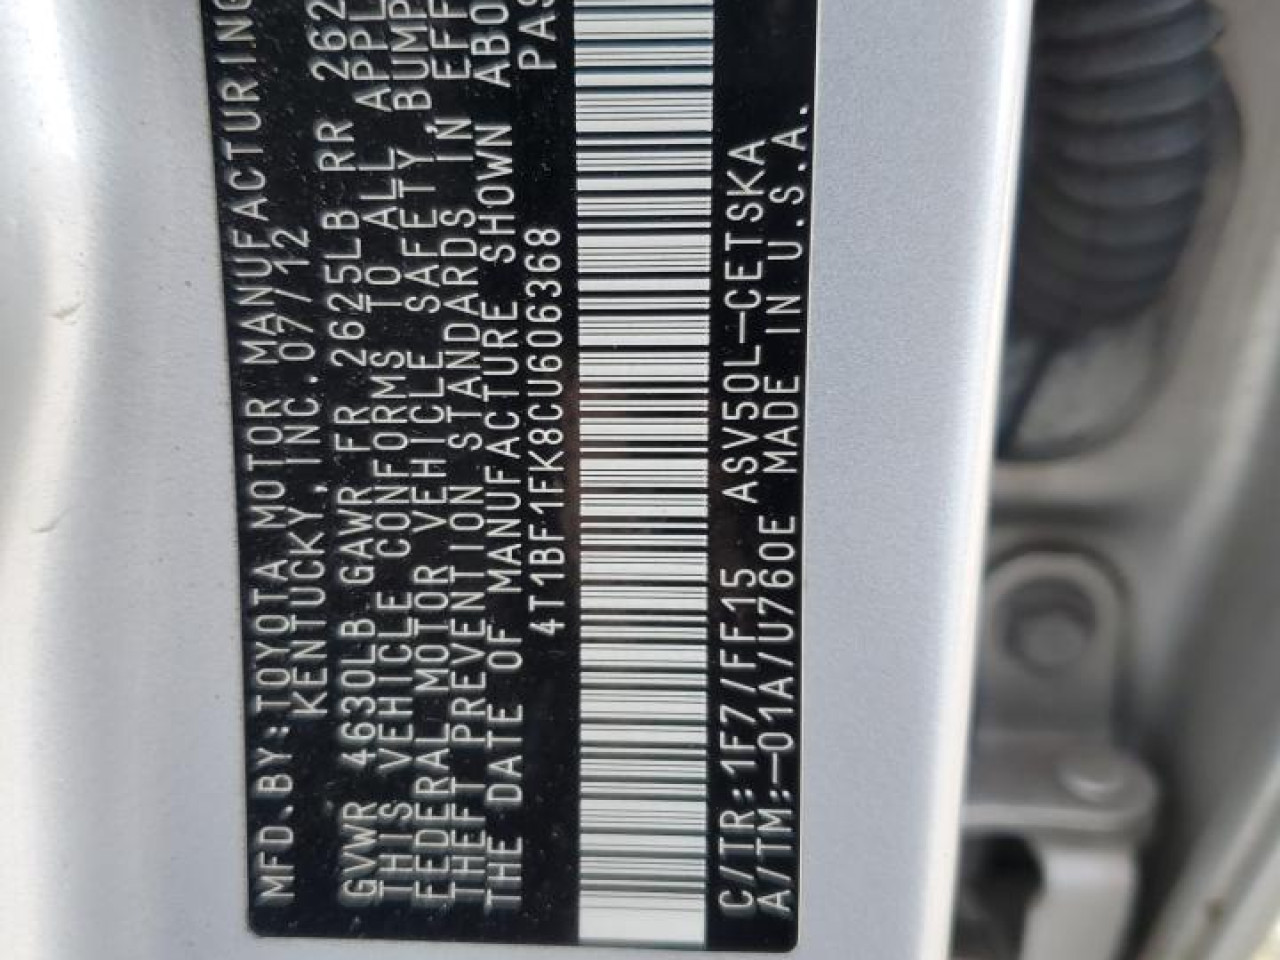 MFD.BY:TOYOTA MOTOR MANUFACTURING
KENTUCKY,INC. 07/12
GVWR 4630LB GAWR FR 2625LB RR 262
THIS VEHICLE CONFORMS TO ALL APPL
FEDERAL MOTOR VEHICLE SAFETY, BUMP
THEFT PREVENTION STANDARDS IN EFF
THE DATE OF MANUFACTURE SHOWN ABO
4T1BF1FK8CU606368 PAS
C/TR:1F7/FF15 ASV50L-CETSKA
A/TM:-01A/U760E MADE IN U.S.A.